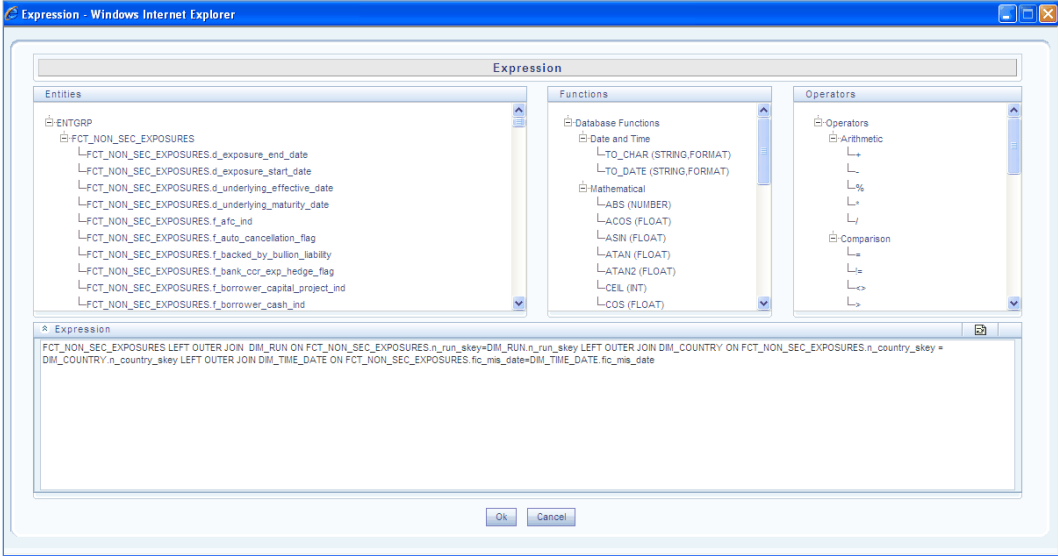 Expression - Windows Internet Explorer
Expression
Entities
ENTGRP
FCT_NON_SEC_EXPOSURES
FCT_NON_SEC_EXPOSURES.d_exposure_end_date
FCT_NON_SEC_EXPOSURES.d_exposure_start_date
FCT_NON_SEC_EXPOSURES.d_underlying_effective_date
FCT_NON_SEC_EXPOSURES.d_underlying_maturity_date
FCT_NON_SEC_EXPOSURES.f_afc_ind
FCT_NON_SEC_EXPOSURES.f_auto_cancellation_flag
FCT_NON_SEC_EXPOSURES.f_backed_by_bullion_liability
FCT_NON_SEC_EXPOSURES.f_bank_ccr_exp_hedge_flag
FCT_NON_SEC_EXPOSURES.f_borrower_capital_project_ind
FCT_NON_SEC_EXPOSURES.f_borrower_cash_ind
Functions
Database Functions
Date and Time
TO_CHAR (STRING,FORMAT)
TO_DATE (STRING,FORMAT)
Mathematical
ABS (NUMBER)
ACOS (FLOAT)
ASIN (FLOAT)
ATAN (FLOAT)
ATAN2 (FLOAT)
CEIL (INT)
COS (FLOAT)
Operators
Operators
Arithmetic
+
-
%
*
/
Comparison
=
!=
<>
>
Expression
FCT_NON_SEC_EXPOSURES LEFT OUTER JOIN  DIM_RUN ON FCT_NON_SEC_EXPOSURES.n_run_skey=DIM_RUN.n_run_skey LEFT OUTER JOIN DIM_COUNTRY ON FCT_NON_SEC_EXPOSURES.n_country_skey =
DIM_COUNTRY.n_country_skey LEFT OUTER JOIN DIM_TIME_DATE ON FCT_NON_SEC_EXPOSURES.fic_mis_date=DIM_TIME_DATE.fic_mis_date
Ok
Cancel